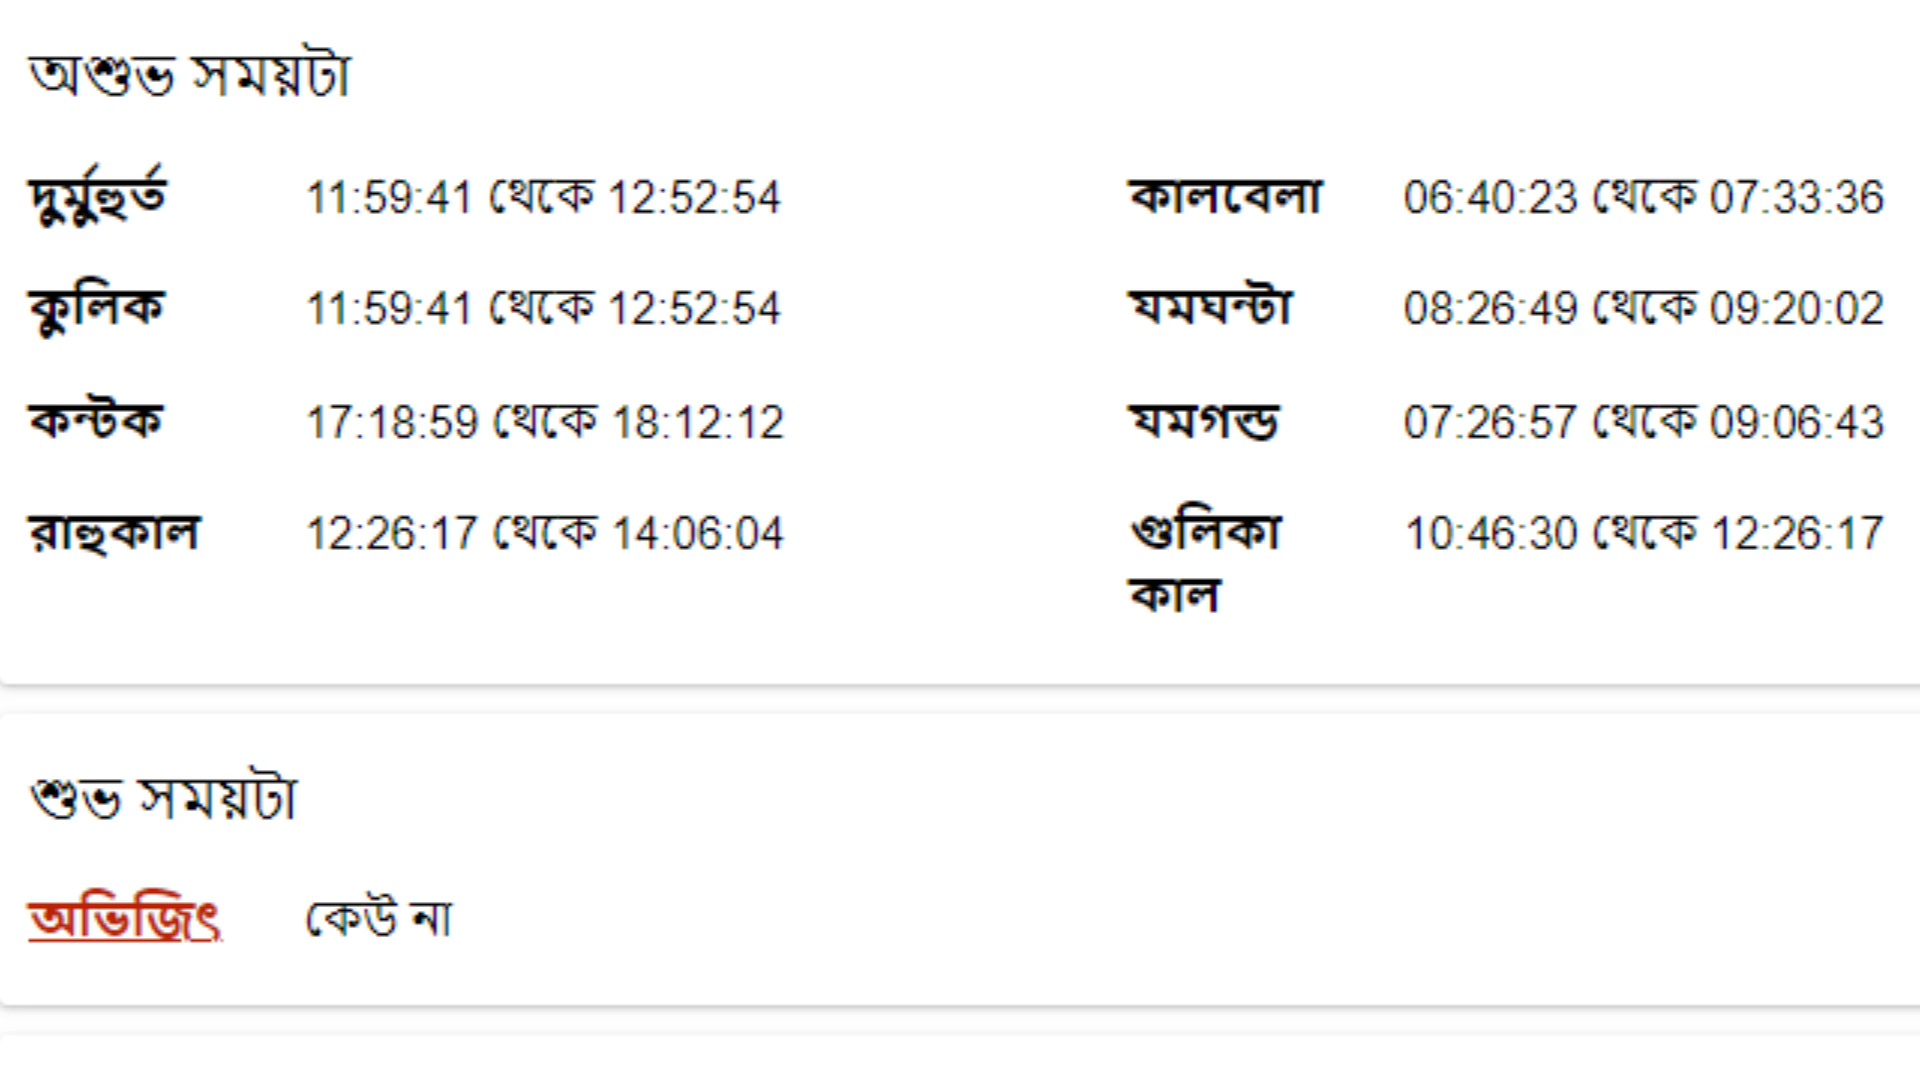 অশুভ সময়টা
দুর্মুহুর্ত 11:59:41 থেকে 12:52:54 কালবেলা 06:40:23 থেকে 07:33:36
কুলিক 11:59:41 থেকে 12:52:54 যমঘন্টা 08:26:49 থেকে 09:20:02
কন্টক 17:18:59 থেকে 18:12:12 যমগন্ড 07:26:57 থেকে 09:06:43
রাহুকাল 12:26:17 থেকে 14:06:04 গুলিকা 10:46:30 থেকে 12:26:17
কাল
শুভ সময়টা
অভিজিৎ কেউ না